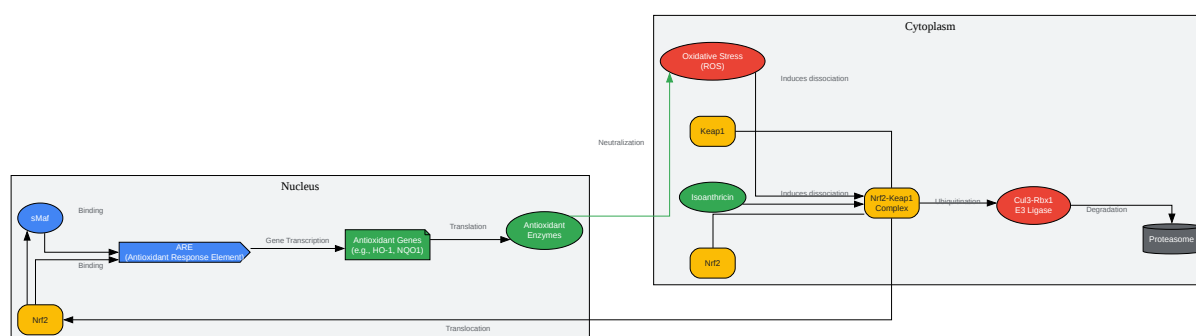 Cytoplasm
Oxidative Stress
(ROS)
Induces dissociation
Keap1
Neutralization
Isoanthricin
Induces dissociation
Nrf2-Keap1
Complex
Ubiquitination
Cul3-Rbx1
E3 Ligase
Degradation
Proteasome
Nrf2
Nucleus
sMaf
Binding
ARE
(Antioxidant Response Element)
Binding
Gene Transcription
Antioxidant Genes
(e.g., HO-1, NQO1)
Translation
Antioxidant
Enzymes
Nrf2
Translocation